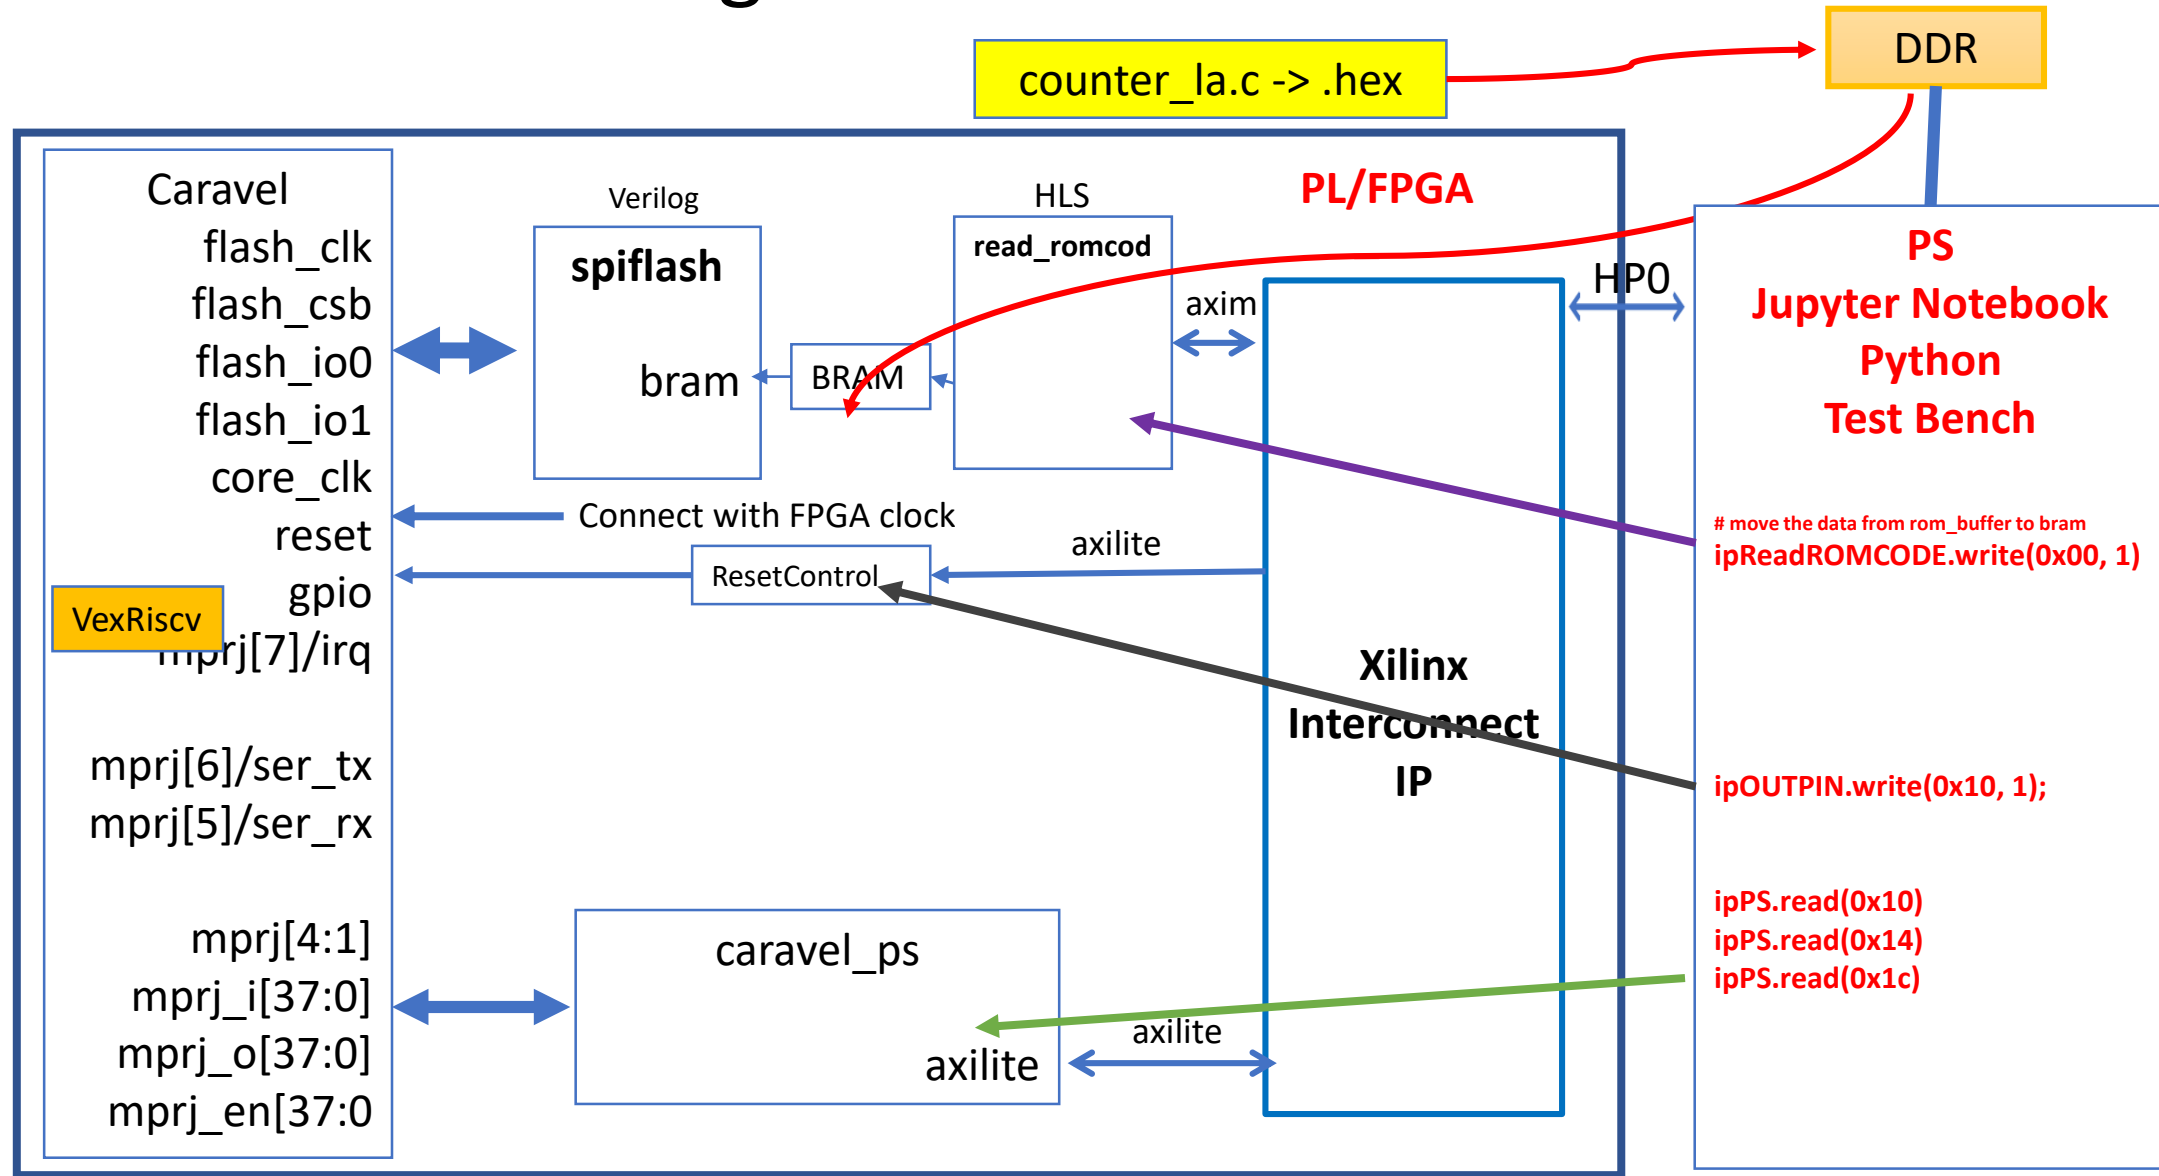 counter_la.c -> .hex
DDR
Caravel
flash_clk
flash_csb
flash_io0
flash_io1
core_clk
reset
gpio
VexRiscv
mprj[7]/irq
mprj[6]/ser_tx
mprj[5]/ser_rx
mprj[4:1]
mprj_i[37:0]
mprj_o[37:0]
mprj_en[37:0
Verilog
spiflash
bram
BRAM
HLS
read_romcod
axim
PL/FPGA
HP0
Connect with FPGA clock
ResetControl
axilite
Xilinx
Interconnect
IP
caravel_ps
axilite
axilite
PS
Jupyter Notebook
Python
Test Bench
# move the data from rom_buffer to bram
ipReadROMCODE.write(0x00, 1)
ipOUTPIN.write(0x10, 1);
ipPS.read(0x10)
ipPS.read(0x14)
ipPS.read(0x1c)